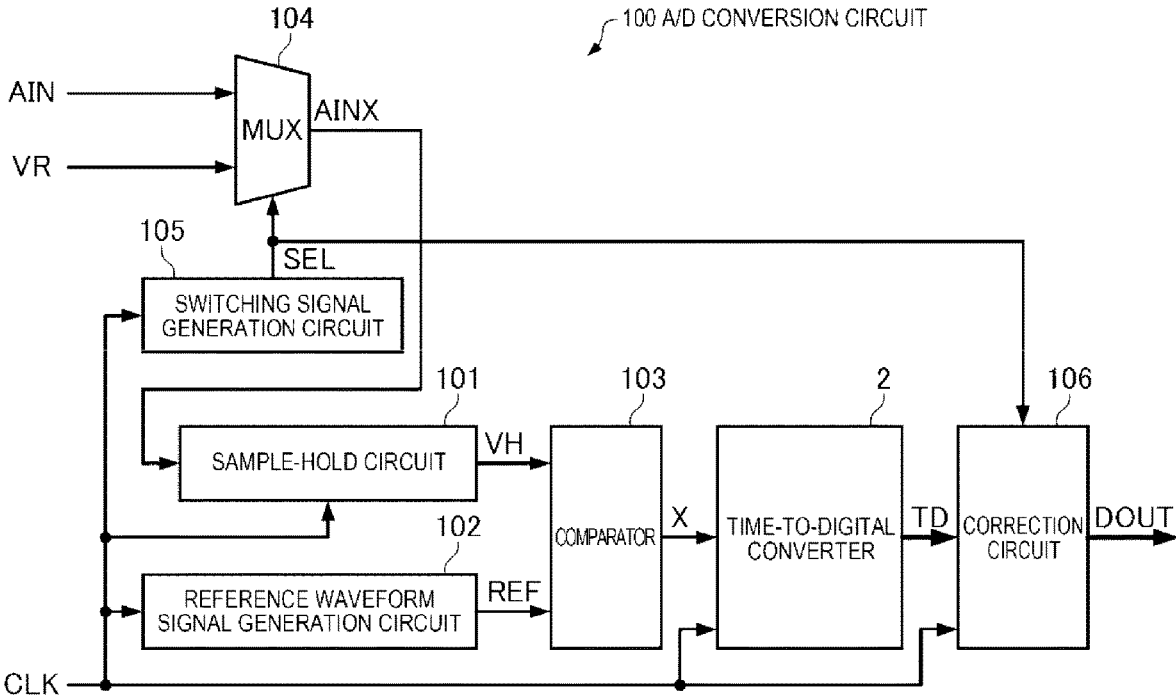 104
100 A/D CONVERSION CIRCUIT
AIN
MUX
AINX
VR
105
SEL
SWITCHING SIGNAL
GENERATION CIRCUIT
101
103
2
106
SAMPLE-HOLD CIRCUIT
VH
COMPARATOR
X
TIME-TO-DIGITAL
CONVERTER
TD
CORRECTION
CIRCUIT
DOUT
102
REFERENCE WAVEFORM
SIGNAL GENERATION CIRCUIT
REF
CLK